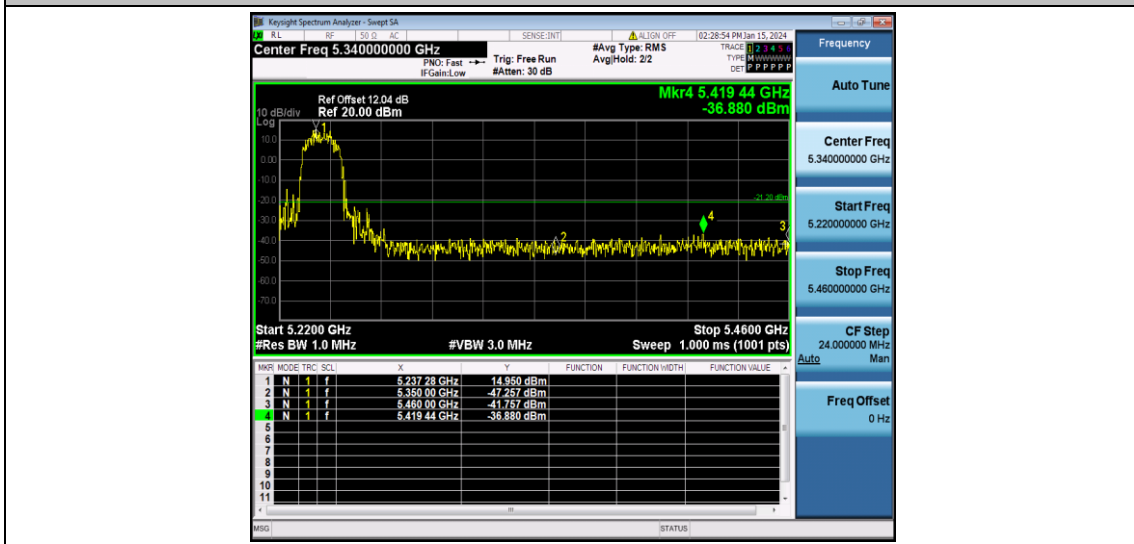 Keysight Spectrum Analyzer - Swept SA
RL RF 50 Ω AC SENSE:INT ALIGN OFF 02:28:54 PM Jan 15, 2024
Center Freq 5.340000000 GHz #Avg Type: RMS TRACE 1 2 3 4 5 6
PNO: Fast Trig: Free Run Avg|Hold: 2/2 TYPE M WWWWW
IFGain:Low #Atten: 30 dB DET P P P P P P
Mkr4 5.419 44 GHz
-36.880 dBm
Ref Offset 12.04 dB
10 dB/div Ref 20.00 dBm
Log
10.0
0.00
-10.0
-20.0
-30.0
-40.0
-50.0
-60.0
-70.0
1
-21.20 dBm
4
3
2
Start 5.2200 GHz Stop 5.4600 GHz
#Res BW 1.0 MHz #VBW 3.0 MHz Sweep 1.000 ms (1001 pts)
MKR MODE TRC SCL X Y FUNCTION FUNCTION WIDTH FUNCTION VALUE
1 N 1 f 5.237 28 GHz 14.950 dBm
2 N 1 f 5.350 00 GHz -47.257 dBm
3 N 1 f 5.460 00 GHz -41.757 dBm
4 N 1 f 5.419 44 GHz -36.880 dBm
5
6
7
8
9
10
11
MSG STATUS
Frequency
Auto Tune
Center Freq
5.340000000 GHz
Start Freq
5.220000000 GHz
Stop Freq
5.460000000 GHz
CF Step
24.000000 MHz
Auto Man
Freq Offset
0 Hz